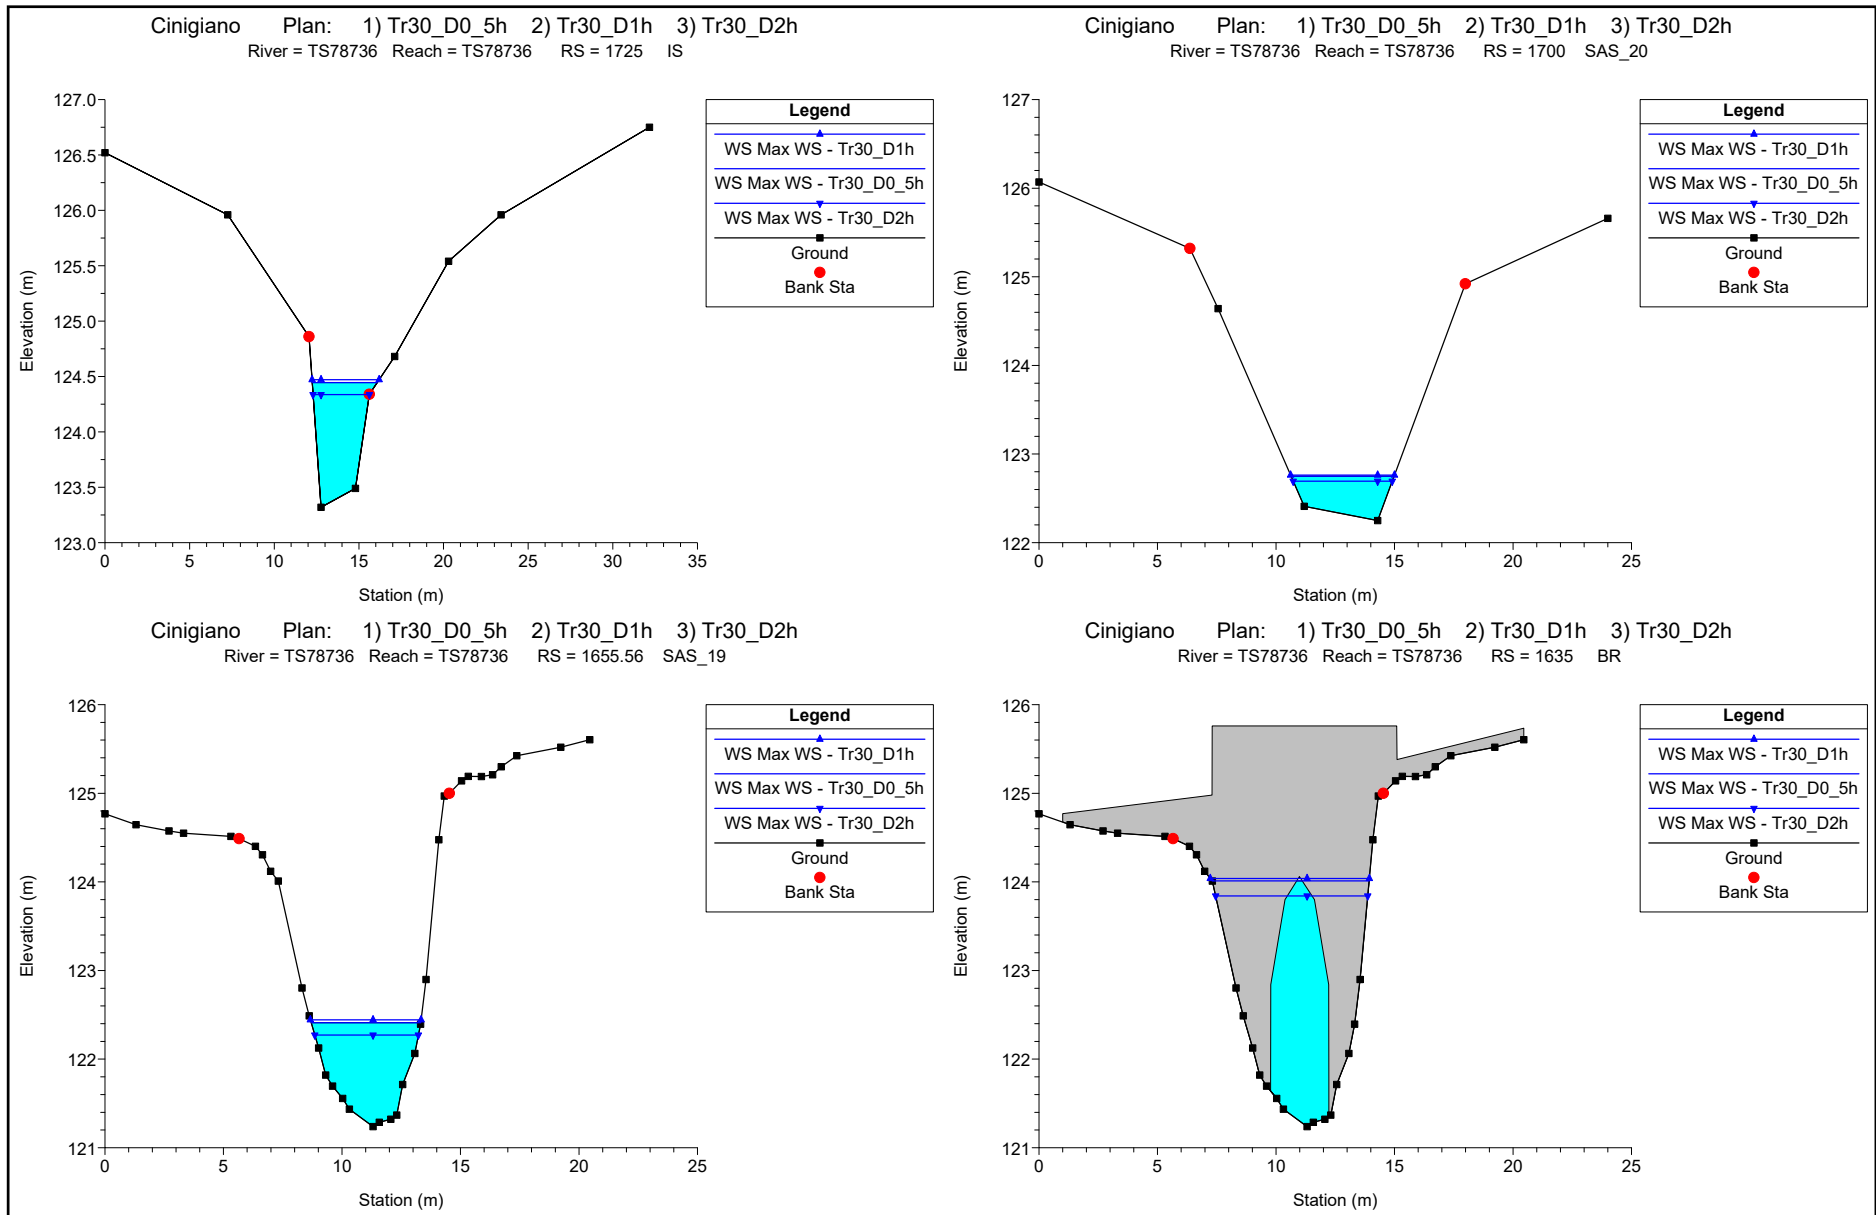 Cinigiano Plan: 1) Tr30_D0_5h 2) Tr30_D1h 3) Tr30_D2h
River = TS78736 Reach = TS78736 RS = 1725 IS
127.0
126.5
126.0
125.5
125.0
124.5
124.0
123.5
123.0
0 5 10 15 20 25 30 35
Station (m)
Elevation (m)
Legend
WS Max WS - Tr30_D1h
WS Max WS - Tr30_D0_5h
WS Max WS - Tr30_D2h
Ground
Bank Sta
Cinigiano Plan: 1) Tr30_D0_5h 2) Tr30_D1h 3) Tr30_D2h
River = TS78736 Reach = TS78736 RS = 1700 SAS_20
127
126
125
124
123
122
0 5 10 15 20 25
Station (m)
Elevation (m)
Legend
WS Max WS - Tr30_D1h
WS Max WS - Tr30_D0_5h
WS Max WS - Tr30_D2h
Ground
Bank Sta
Cinigiano Plan: 1) Tr30_D0_5h 2) Tr30_D1h 3) Tr30_D2h
River = TS78736 Reach = TS78736 RS = 1655.56 SAS_19
126
125
124
123
122
121
0 5 10 15 20 25
Station (m)
Elevation (m)
Legend
WS Max WS - Tr30_D1h
WS Max WS - Tr30_D0_5h
WS Max WS - Tr30_D2h
Ground
Bank Sta
Cinigiano Plan: 1) Tr30_D0_5h 2) Tr30_D1h 3) Tr30_D2h
River = TS78736 Reach = TS78736 RS = 1635 BR
126
125
124
123
122
121
0 5 10 15 20 25
Station (m)
Elevation (m)
Legend
WS Max WS - Tr30_D1h
WS Max WS - Tr30_D0_5h
WS Max WS - Tr30_D2h
Ground
Bank Sta